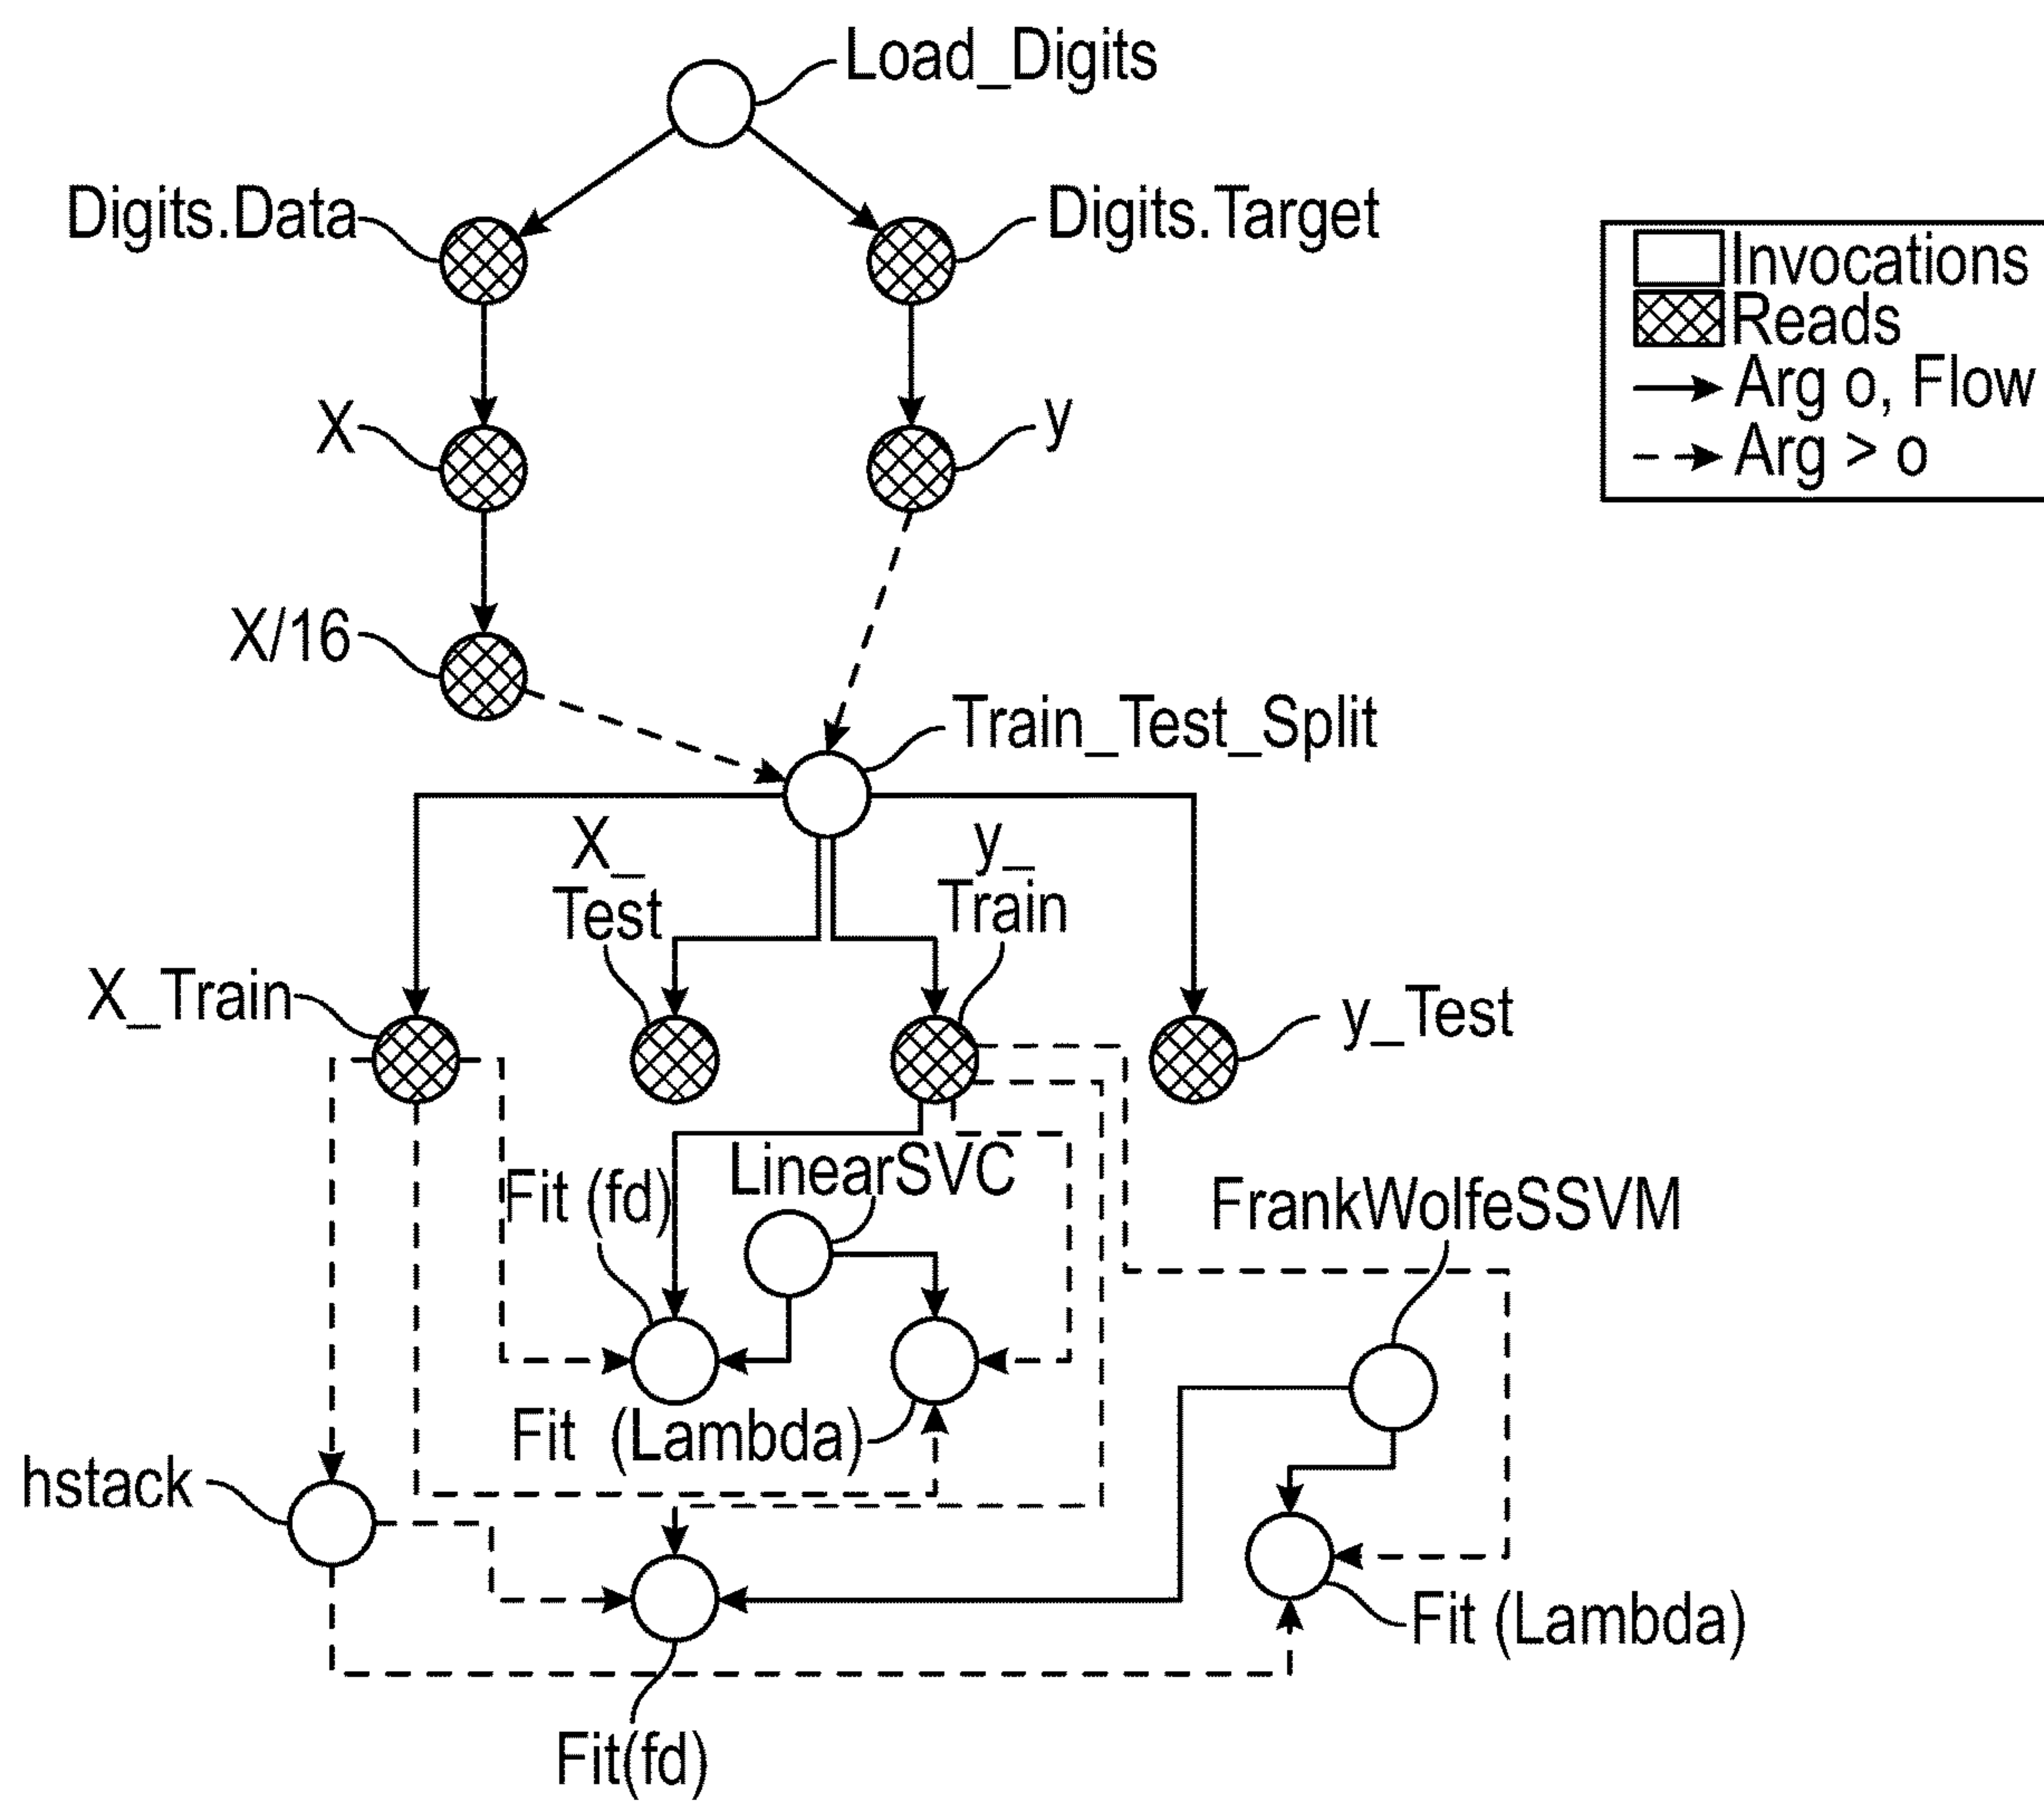 Load_Digits
Digits.Data
Digits.Target
Invocations
Reads
Arg o, Flow
Arg > o
X
y
X/16
Train_Test_Split
X_
Test
y_
Train
X_Train
y_Test
Fit (fd)
LinearSVC
FrankWolfeSSVM
Fit (Lambda)
hstack
Fit (Lambda)
Fit(fd)